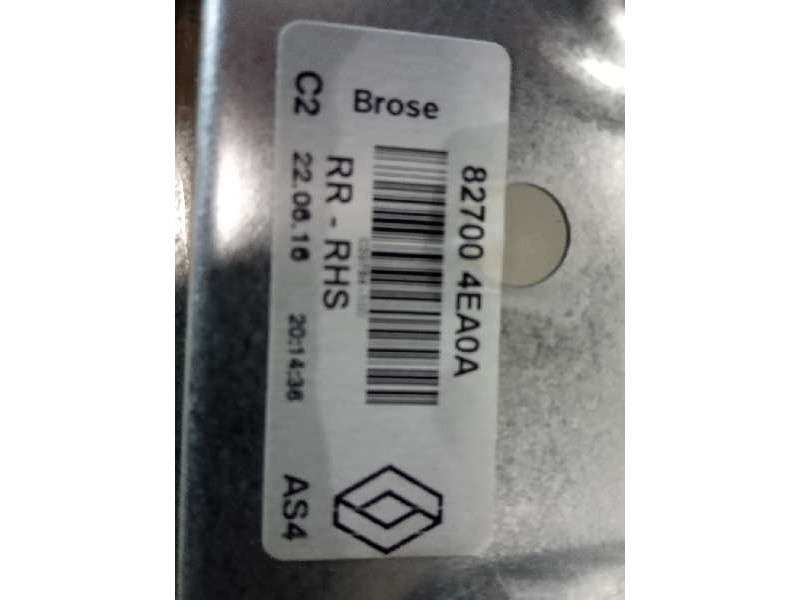 Brose
82700 4EA0A
RR - RHS
C2 22.06.16 20:14:36 AS4